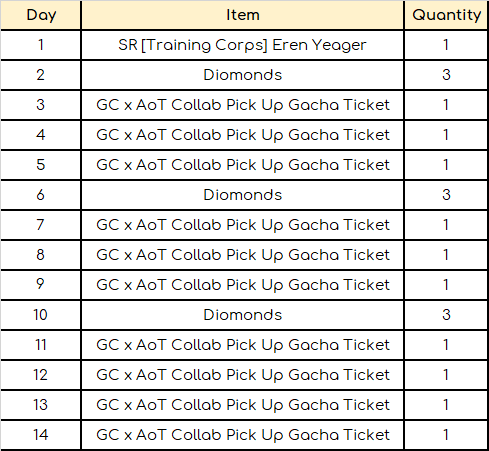 Day Item Quantity
1 SR [Training Corps] Eren Yeager 1
2 Diomonds 3
3 GC x AoT Collab Pick Up Gacha Ticket 1
4 GC x AoT Collab Pick Up Gacha Ticket 1
5 GC x AoT Collab Pick Up Gacha Ticket 1
6 Diomonds 3
7 GC x AoT Collab Pick Up Gacha Ticket 1
8 GC x AoT Collab Pick Up Gacha Ticket 1
9 GC x AoT Collab Pick Up Gacha Ticket 1
10 Diomonds 3
11 GC x AoT Collab Pick Up Gacha Ticket 1
12 GC x AoT Collab Pick Up Gacha Ticket 1
13 GC x AoT Collab Pick Up Gacha Ticket 1
14 GC x AoT Collab Pick Up Gacha Ticket 1